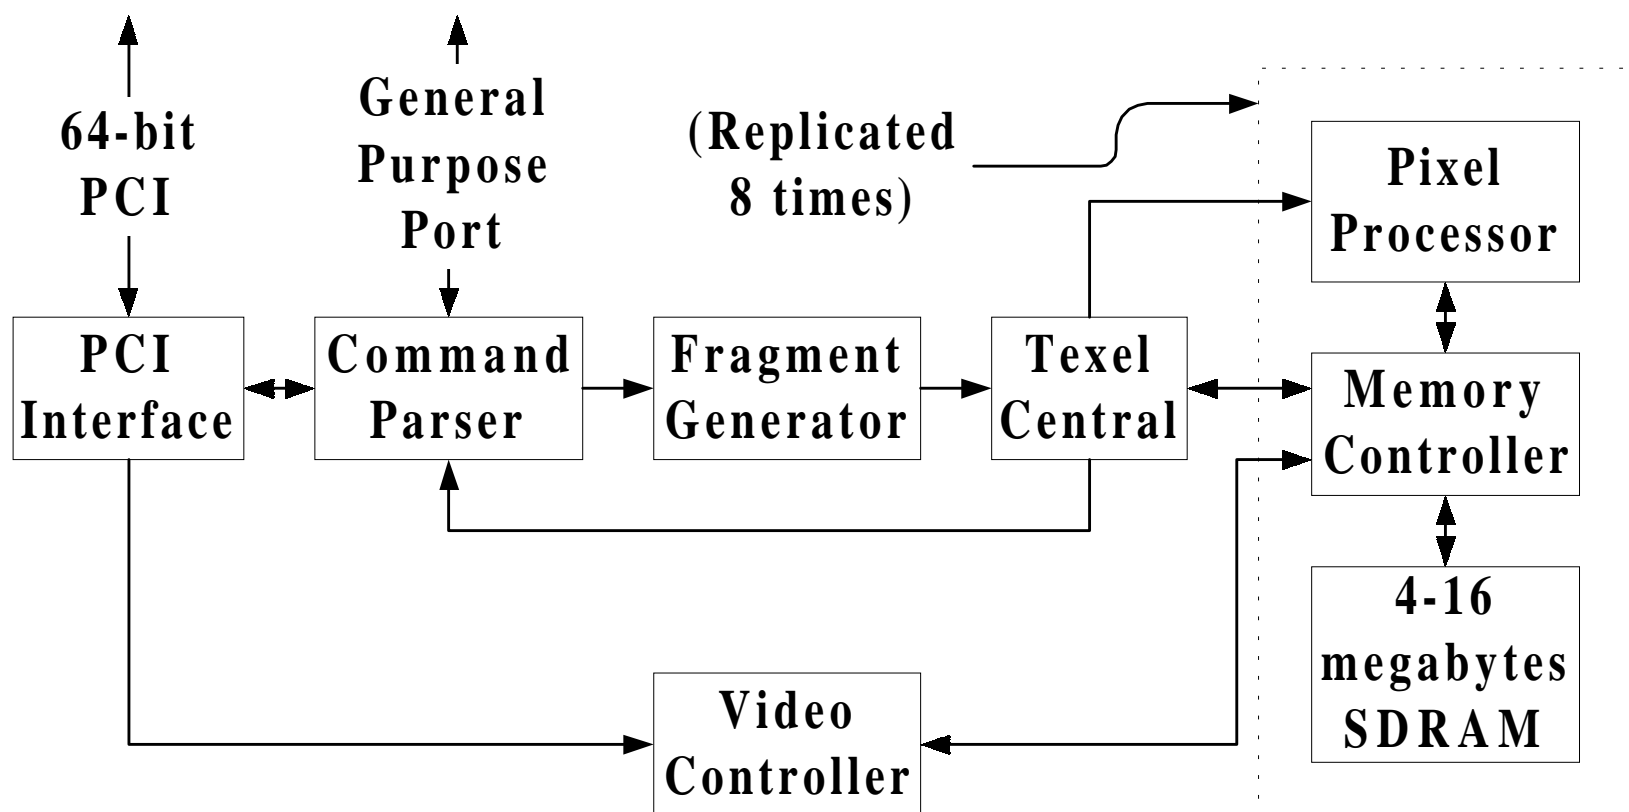 64-bit
PCI
General
Purpose
Port
(Replicated
8 times)
Pixel
Processor
PCI
Interface
Command
Parser
Fragment
Generator
Texel
Central
Memory
Controller
4-16
megabytes
SDRAM
Video
Controller